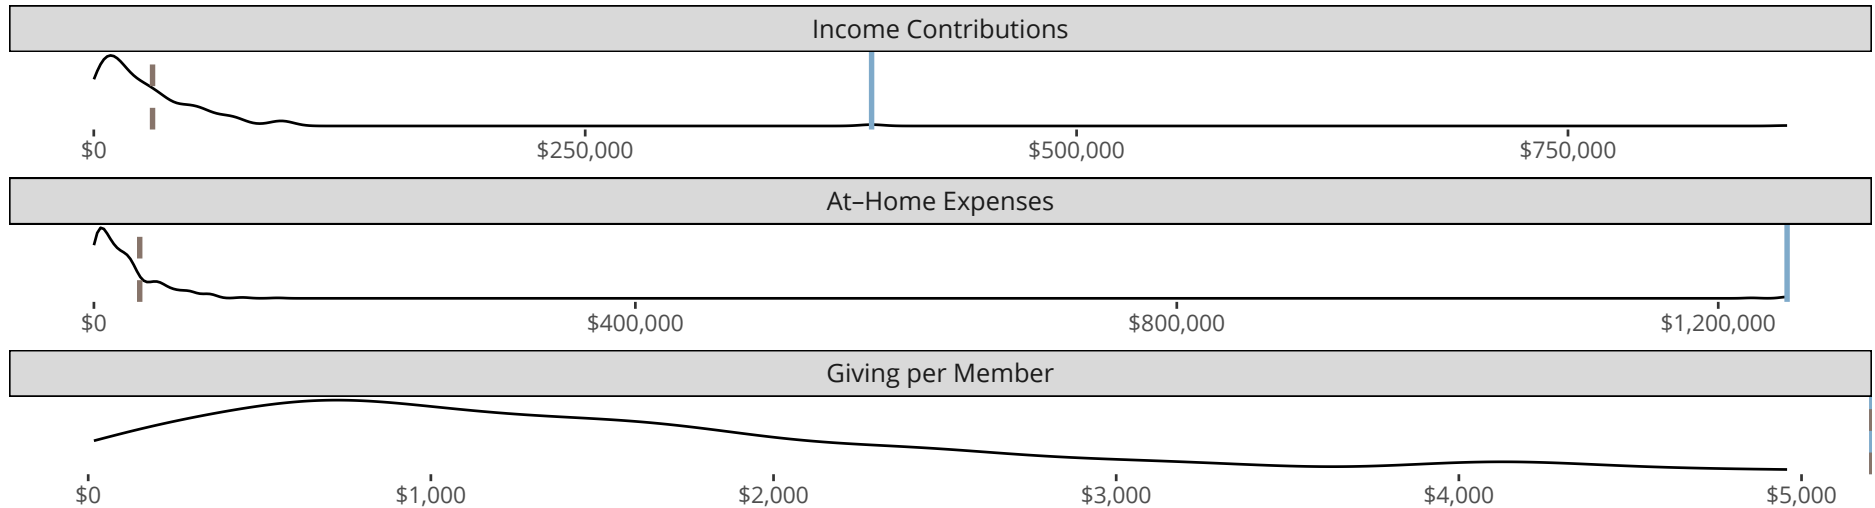 Income Contributions
$0 $250,000 $500,000 $750,000
At–Home Expenses
$0 $400,000 $800,000 $1,200,000
Giving per Member
$0 $1,000 $2,000 $3,000 $4,000 $5,000